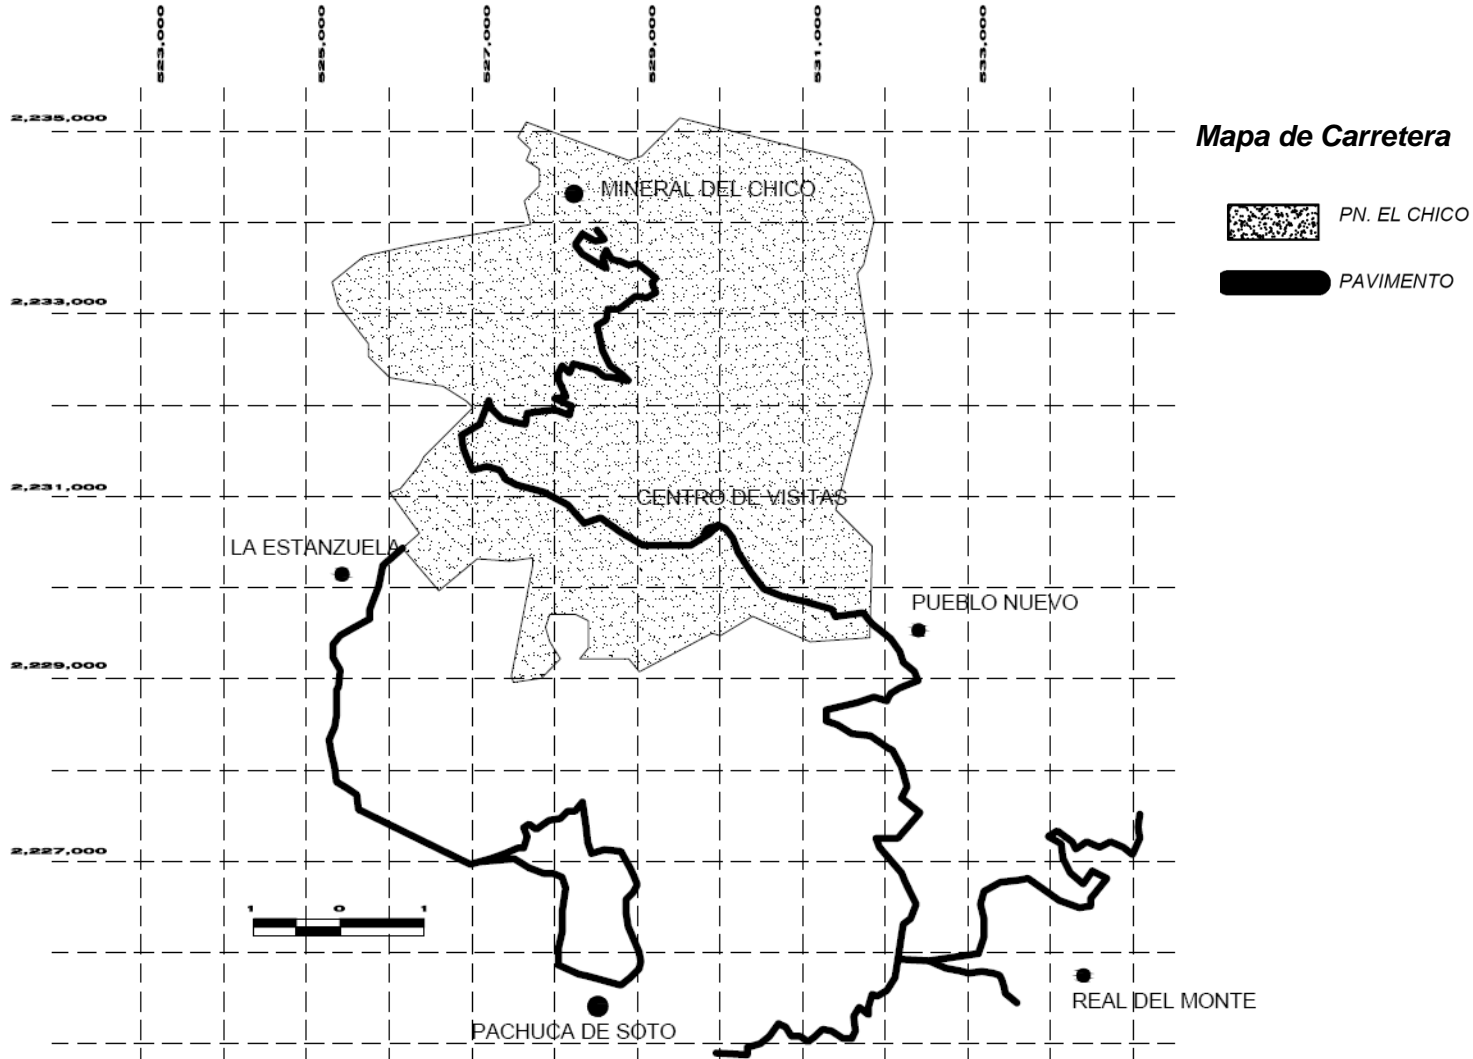 523,000
525,000
527,000
529,000
531,000
533,000
2,235,000
Mapa de Carretera
MINERAL DEL CHICO
PN. EL CHICO
PAVIMENTO
2,233,000
2,231,000
CENTRO DE VISITAS
LA ESTANZUELA
PUEBLO NUEVO
2,229,000
2,227,000
1 0 1
REAL DEL MONTE
PACHUCA DE SOTO